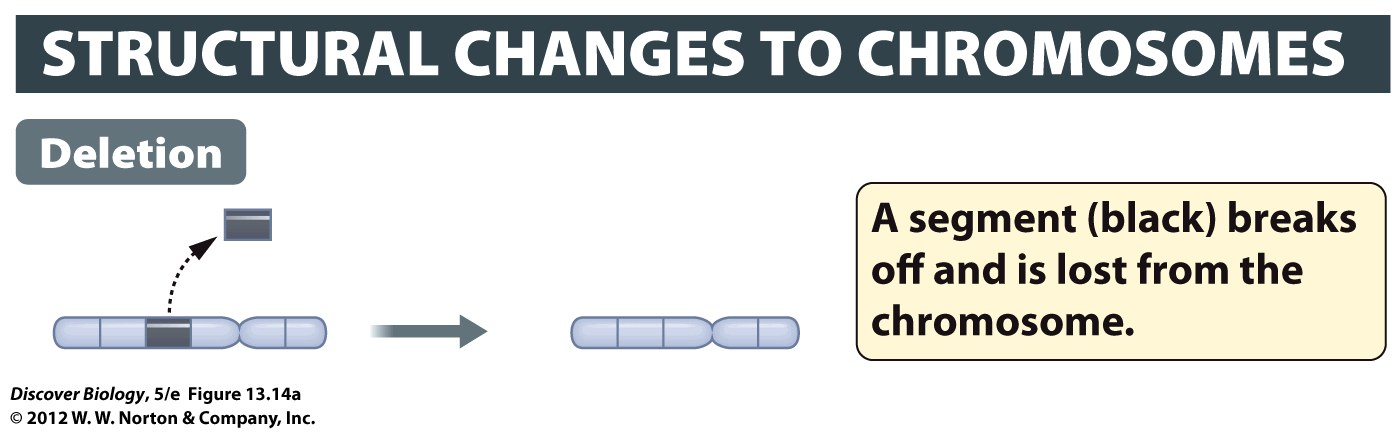 STRUCTURAL CHANGES TO CHROMOSOMES
Deletion
A segment (black) breaks
off and is lost from the
chromosome.
Discover Biology, 5/e Figure 13.14a
© 2012 W. W. Norton & Company, Inc.